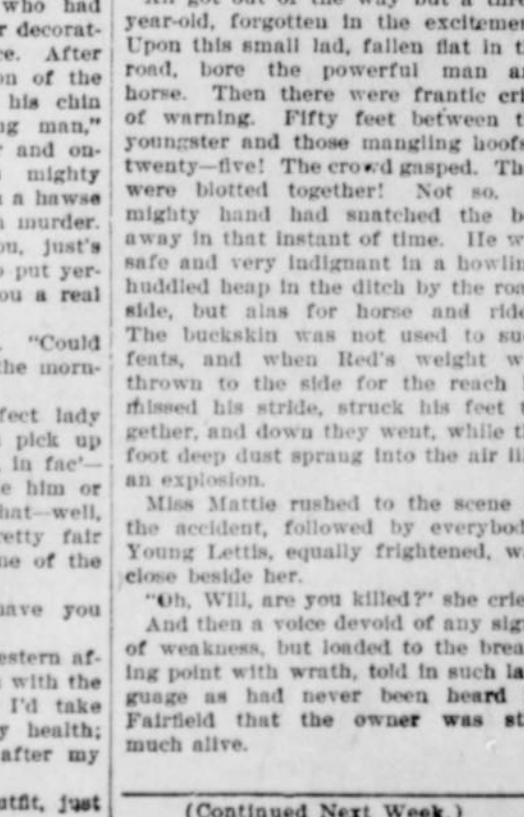 who had
decorat-
ce. After
on of the
his chin
ng man,"
and on-
mighty
a hawse
murder.
ou, just's
put yer-
ou a real
"Could
the morn-
fect lady
pick up
in fac'—
e him or
hat—well,
etty fair
ne of the
have you
estern af-
with the
I'd take
y health;
after my
utfit, just
year-old, forgotten in the excitemen
Upon this small lad, fallen flat in t
road, bore the powerful man a
horse. Then there were frantic cri
of warning. Fifty feet between t
youngster and those mangling hoofs
twenty—five! The crowd gasped. Th
were blotted together! Not so.
mighty hand had snatched the b
away in that instant of time. He w
safe and very indignant in a howlin
huddled heap in the ditch by the roa
side, but alas for horse and ride
The buckskin was not used to su
feats, and when Red's weight w
thrown to the side for the reach
missed his stride, struck his feet t
gether, and down they went, while t
foot deep dust sprang into the air li
an explosion.
Miss Mattie rushed to the scene
the accident, followed by everybod
Young Lettis, equally frightened, wa
close beside her.
"Oh, Will, are you killed?" she crie
And then a voice devoid of any sig
of weakness, but loaded to the brea
ing point with wrath, told in such la
guage as had never been heard
Fairfield that the owner was st
much alive.
(Continued Next Week.)